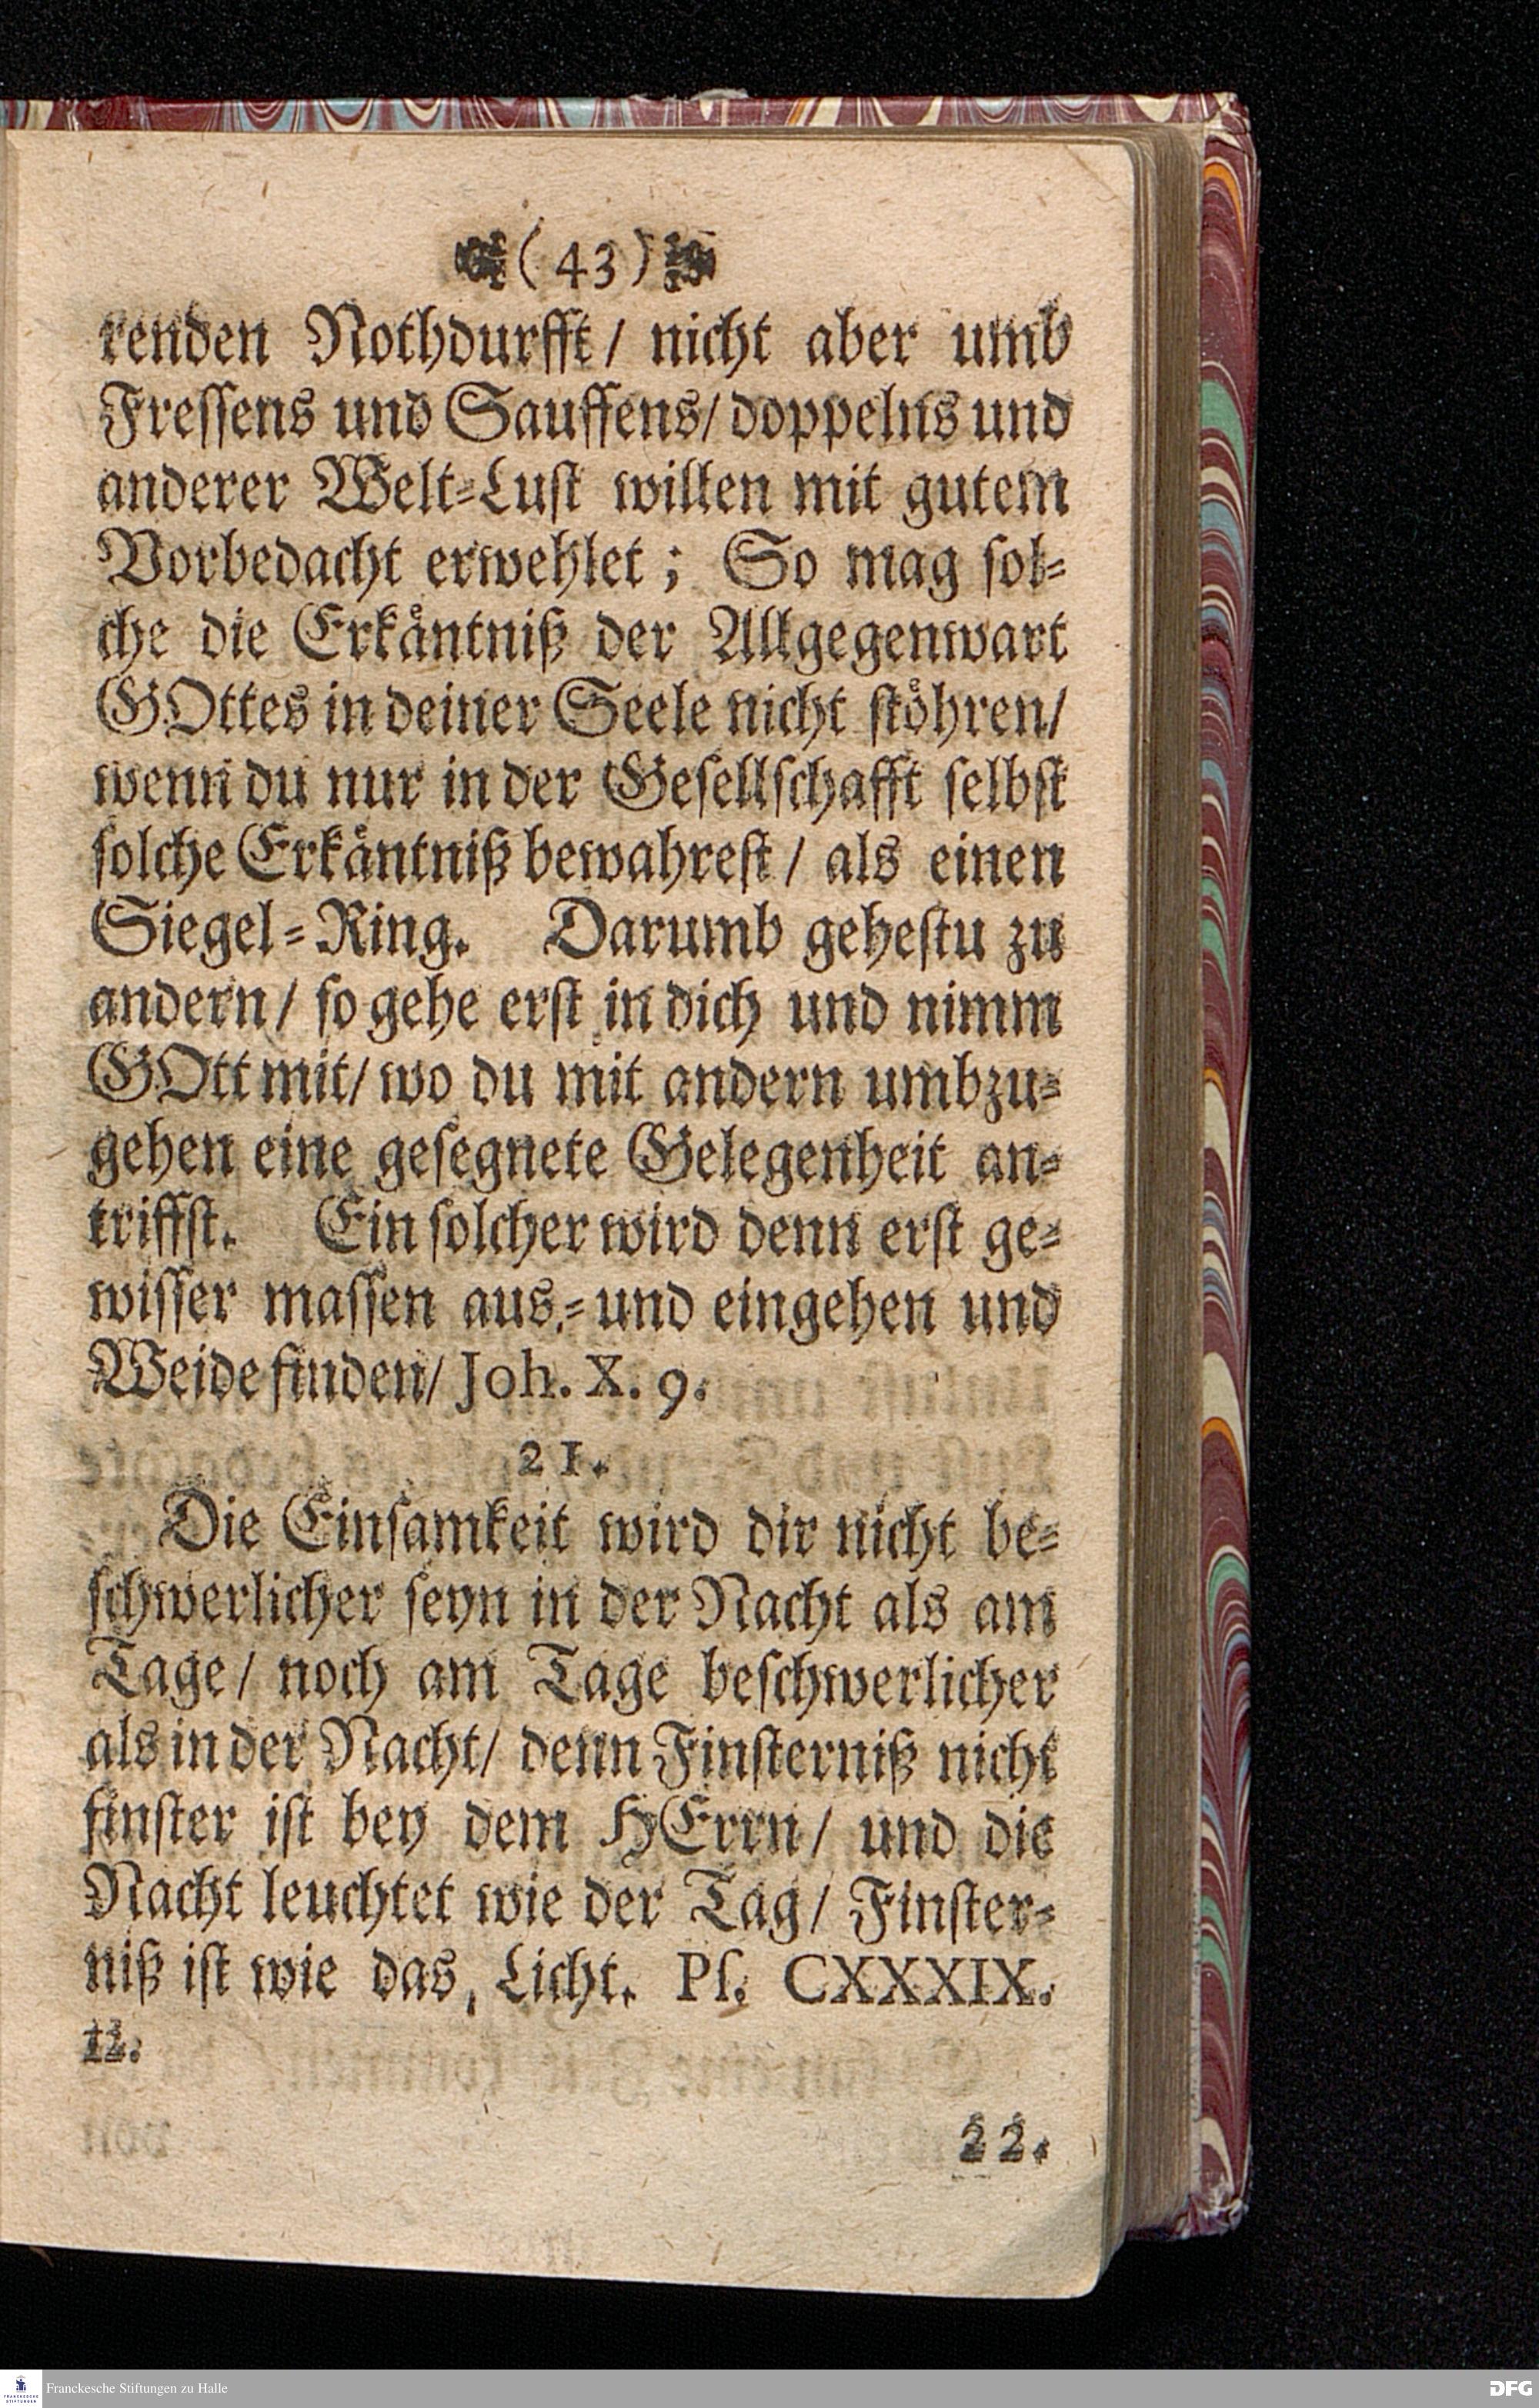 ( 43 )
renden Nothdurfft/ nicht aber umb
Fressens und Sauffens/ doppelns und
anderer Welt-Lust willen mit gutem
Vorbedacht erwehlet; So mag sol-
che die Erkäntniß der Allgegenwart
GOttes in deiner Seele nicht stöhren/
wenn du nur in der Gesellschafft selbst
solche Erkäntniß bewahrest/ als einen
Siegel-Ring. Darumb gehestu zu
andern/ so gehe erst in dich und nimm
GOtt mit/ wo du mit andern umbzu-
gehen eine gesegnete Gelegenheit an-
triffst. Ein solcher wird denn erst ge-
wisser massen aus- und eingehen und
Weide finden/ Joh. X. 9.
21.
Die Einsamkeit wird dir nicht be-
schwerlicher seyn in der Nacht als am
Tage/ noch am Tage beschwerlicher
als in der Nacht/ denn Finsterniß nicht
finster ist bey dem HErrn/ und die
Nacht leuchtet wie der Tag/ Finster-
niß ist wie das Licht. Ps. CXXXIX.
12.
22.
Franckesche Stiftungen zu Halle
DFG